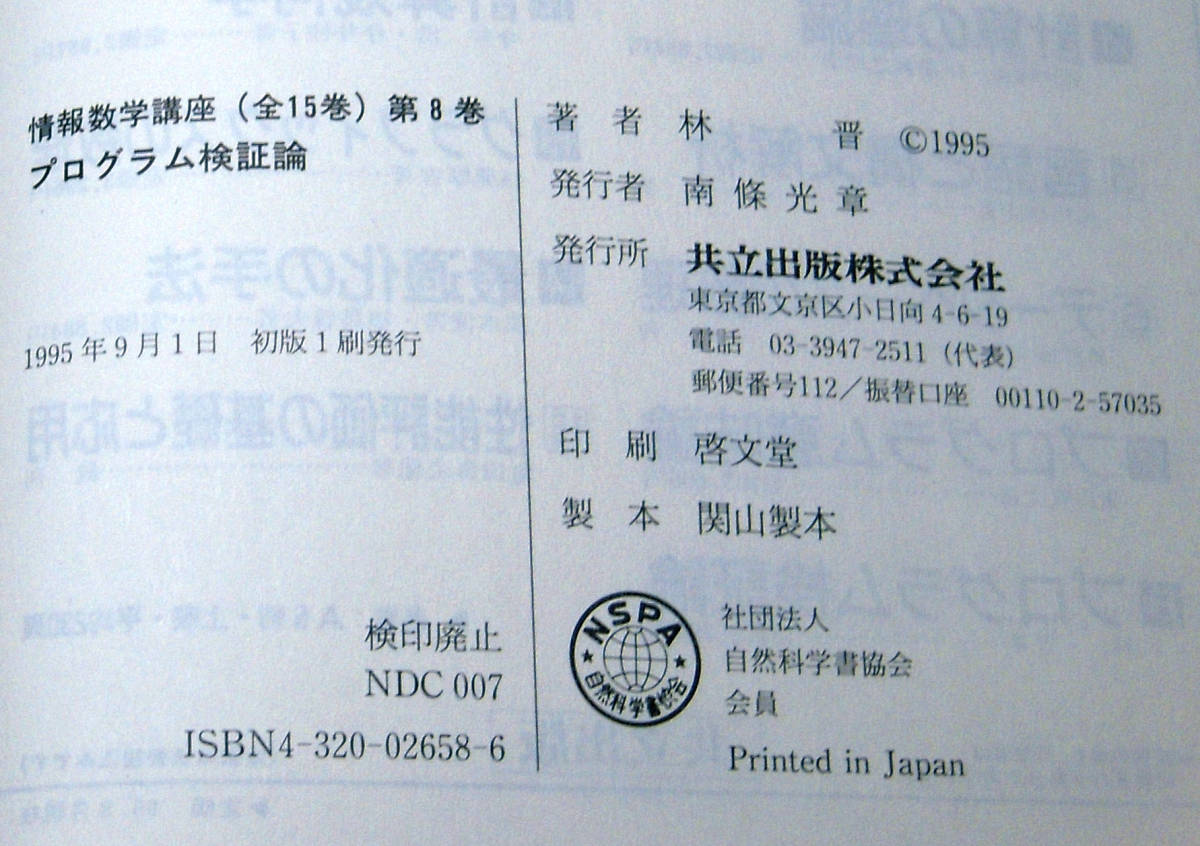 情報数学講座（全15巻）第8巻
プログラム検証論
1995年9月1日　初版1刷発行
検印廃止
NDC 007
ISBN4-320-02658-6
著　者　林　　　晋　©1995
発行者　南條光章
発行所　共立出版株式会社
東京都文京区小日向4-6-19
電話　03-3947-2511（代表）
郵便番号112／振替口座　00110-2-57035
印　刷　啓文堂
製　本　関山製本
NSPA
自然科学書協会
社団法人
自然科学書協会
会員
Printed in Japan